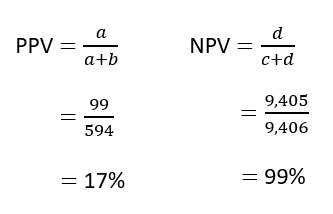 PPV = a/(a+b) NPV = d/(c+d)
= 99/594 = 9,405/9,406
= 17% = 99%